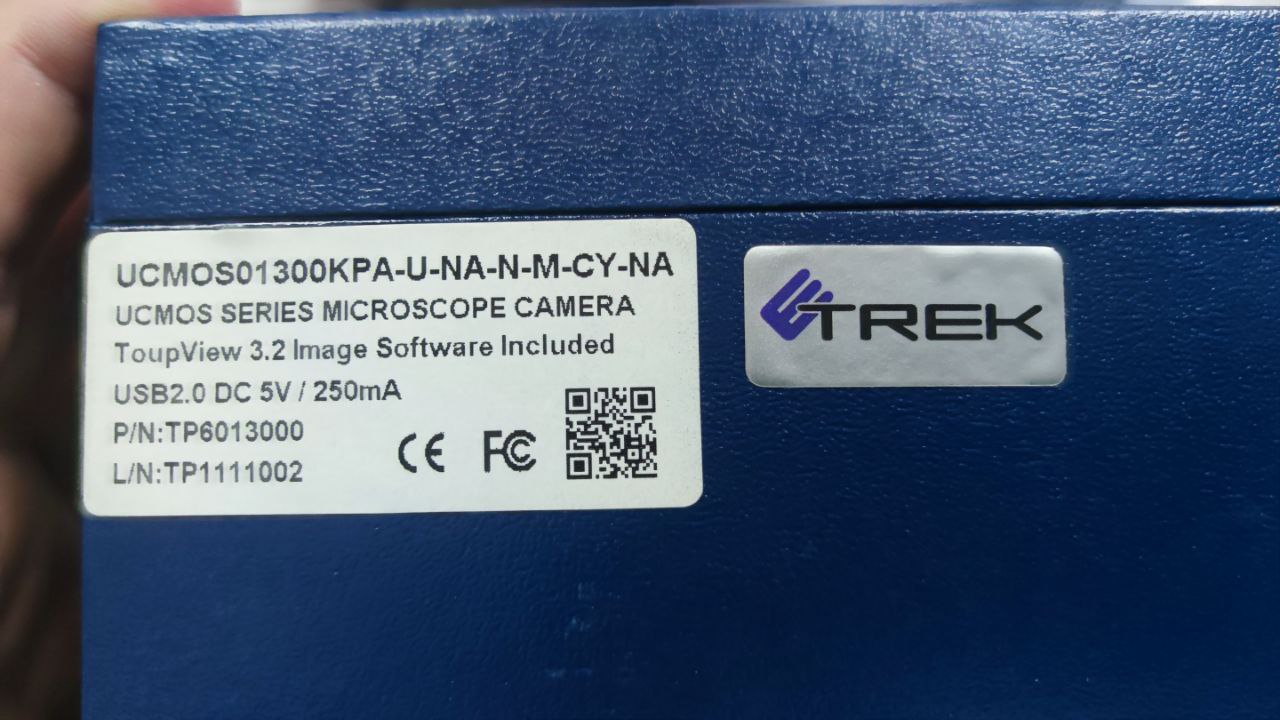 UCMOS01300KPA-U-NA-N-M-CY-NA
UCMOS SERIES MICROSCOPE CAMERA
ToupView 3.2 Image Software Included
USB2.0 DC 5V / 250mA
P/N:TP6013000
L/N:TP1111002
CE FC
TREK